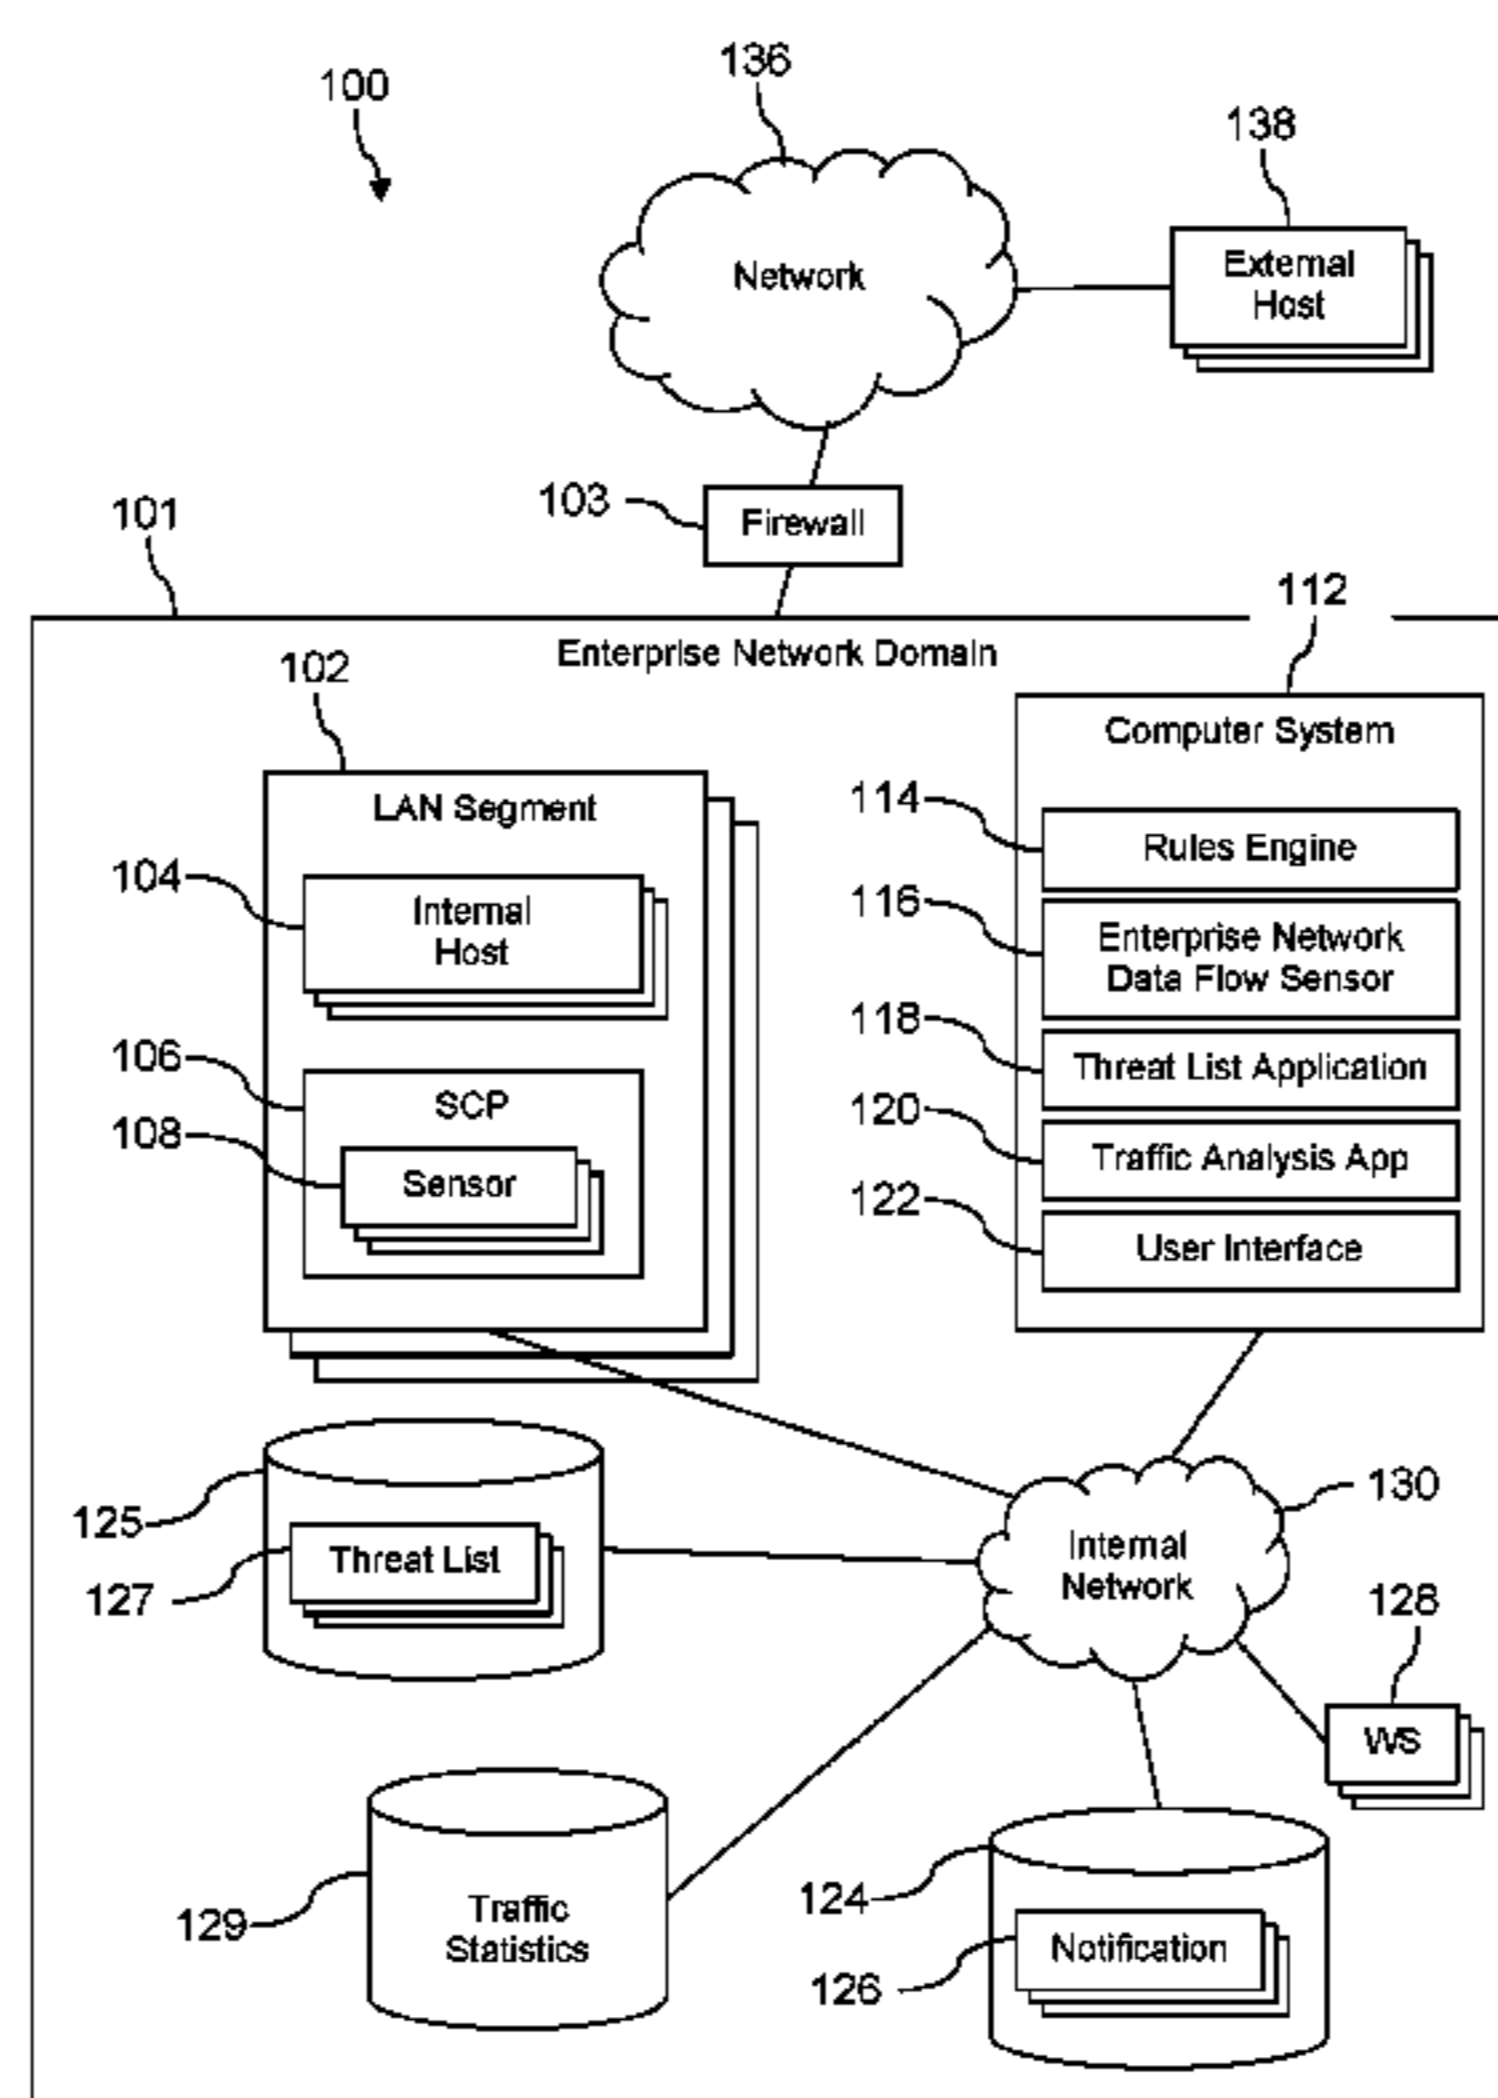 136
100
138
Network
External
Host
103
Firewall
101
112
Enterprise Network Domain
102
Computer System
LAN Segment
114
Rules Engine
104
Internal
Host
116
Enterprise Network
Data Flow Sensor
118
Threat List Application
106
SCP
120
Traffic Analysis App
108
Sensor
122
User Interface
125
130
Threat List
Internal
Network
127
128
WS
129
Traffic
Statistics
124
Notification
126